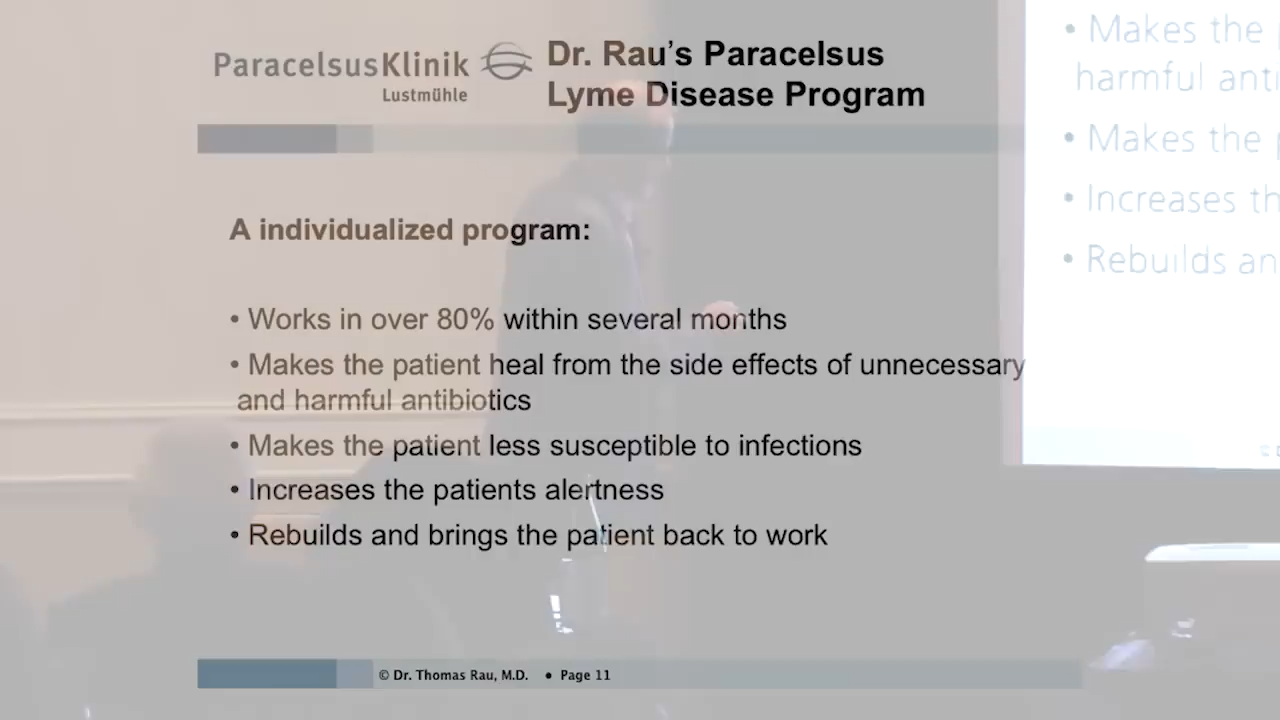 ParacelsusKlinik
Lustmühle
Dr. Rau's Paracelsus
Lyme Disease Program
A individualized program:
• Works in over 80% within several months
• Makes the patient heal from the side effects of unnecessary
and harmful antibiotics
• Makes the patient less susceptible to infections
• Increases the patients alertness
• Rebuilds and brings the patient back to work
© Dr. Thomas Rau, M.D. • Page 11
• Makes the
harmful anti
• Makes the
• Increases th
• Rebuilds an